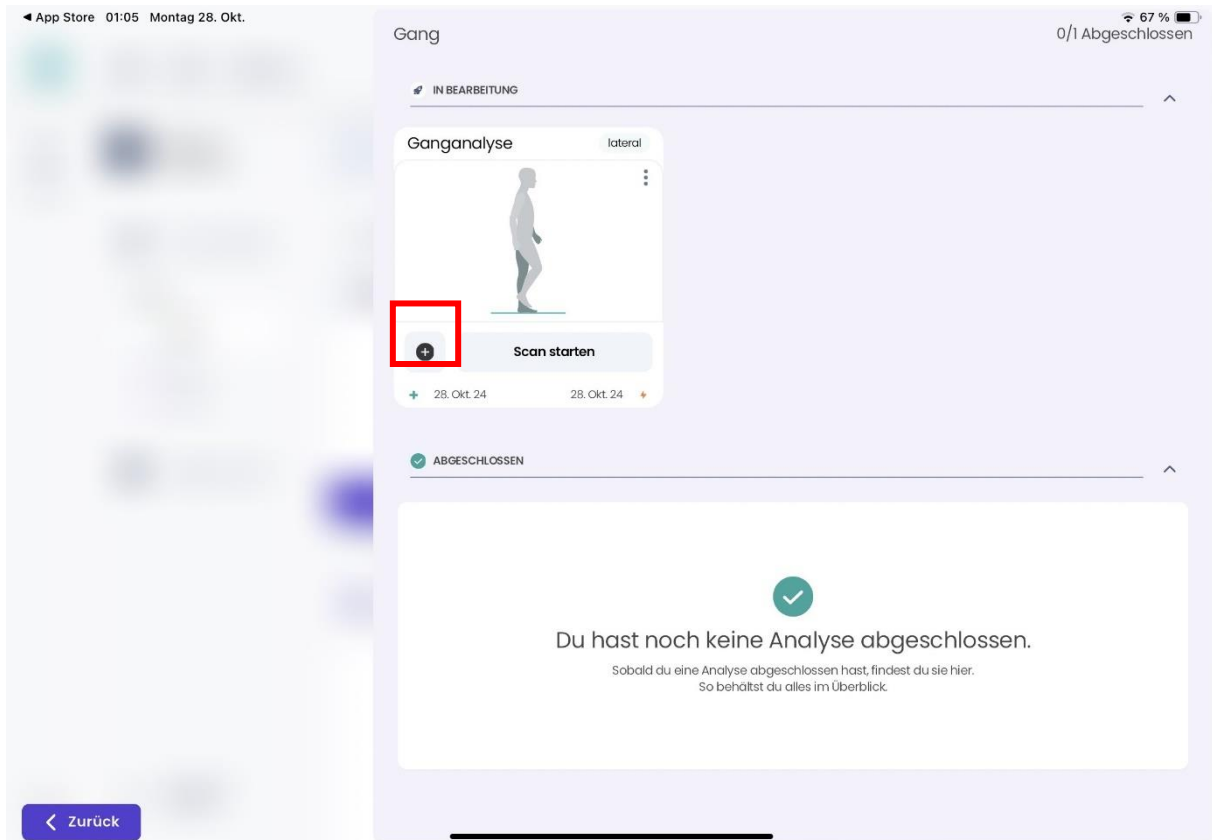 App Store 01:05 Montag 28. Okt.
67 %
Gang
0/1 Abgeschlossen
IN BEARBEITUNG
Ganganalyse
lateral
Scan starten
28. Okt. 24
28. Okt. 24
ABGESCHLOSSEN
Du hast noch keine Analyse abgeschlossen.
Sobald du eine Analyse abgeschlossen hast, findest du sie hier.
So behältst du alles im Überblick.
Zurück